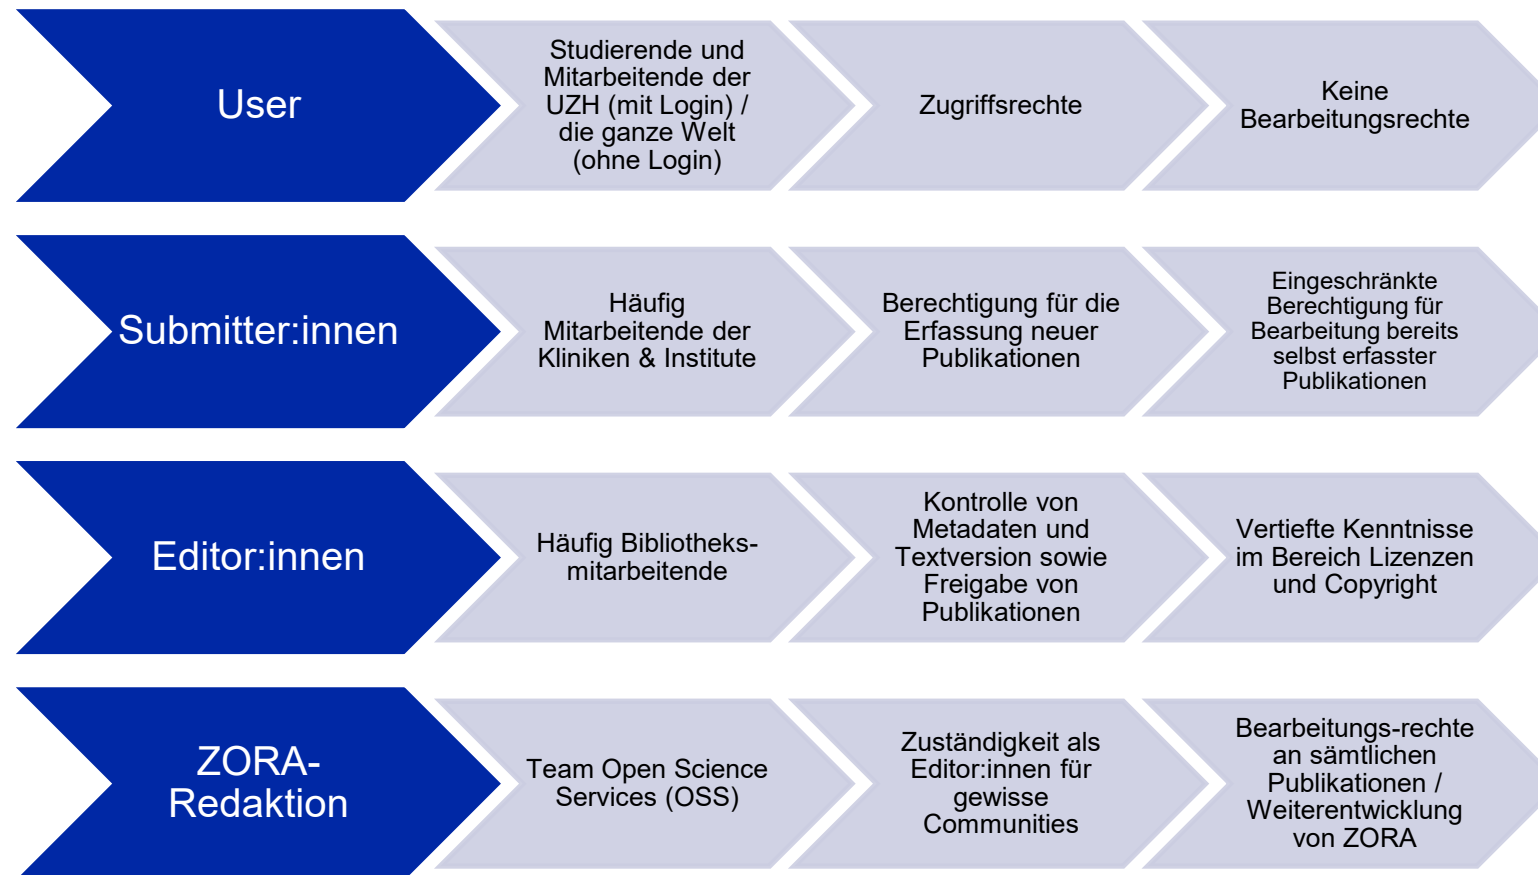 User
Studierende und
Mitarbeitende der
UZH (mit Login) /
die ganze Welt
(ohne Login)
Zugriffsrechte
Keine
Bearbeitungsrechte
Submitter:innen
Häufig
Mitarbeitende der
Kliniken & Institute
Berechtigung für die
Erfassung neuer
Publikationen
Eingeschränkte
Berechtigung für
Bearbeitung bereits
selbst erfasster
Publikationen
Editor:innen
Häufig Bibliotheks-
mitarbeitende
Kontrolle von
Metadaten und
Textversion sowie
Freigabe von
Publikationen
Vertiefte Kenntnisse
im Bereich Lizenzen
und Copyright
ZORA-
Redaktion
Team Open Science
Services (OSS)
Zuständigkeit als
Editor:innen für
gewisse
Communities
Bearbeitungs-rechte
an sämtlichen
Publikationen /
Weiterentwicklung
von ZORA